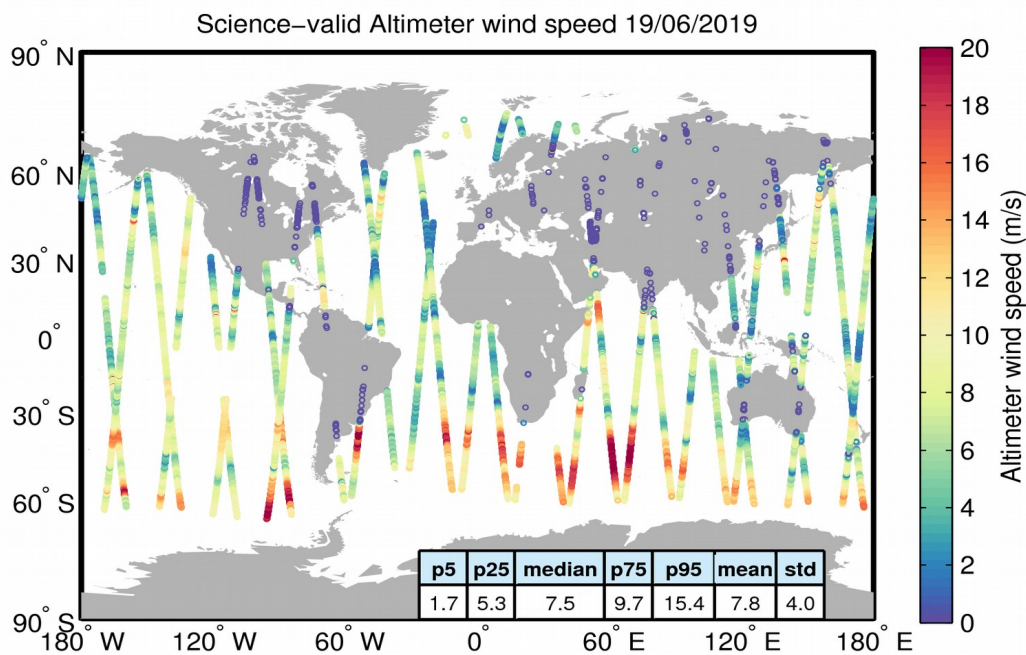 Science−valid Altimeter wind speed 19/06/2019
90° N
60° N
30° N
0°
30° S
60° S
90° S
180° W
120° W
60° W
0°
60° E
120° E
180° E
p5 p25 median p75 p95 mean std
1.7 5.3 7.5 9.7 15.4 7.8 4.0
20
18
16
14
12
10
8
6
4
2
0
Altimeter wind speed (m/s)